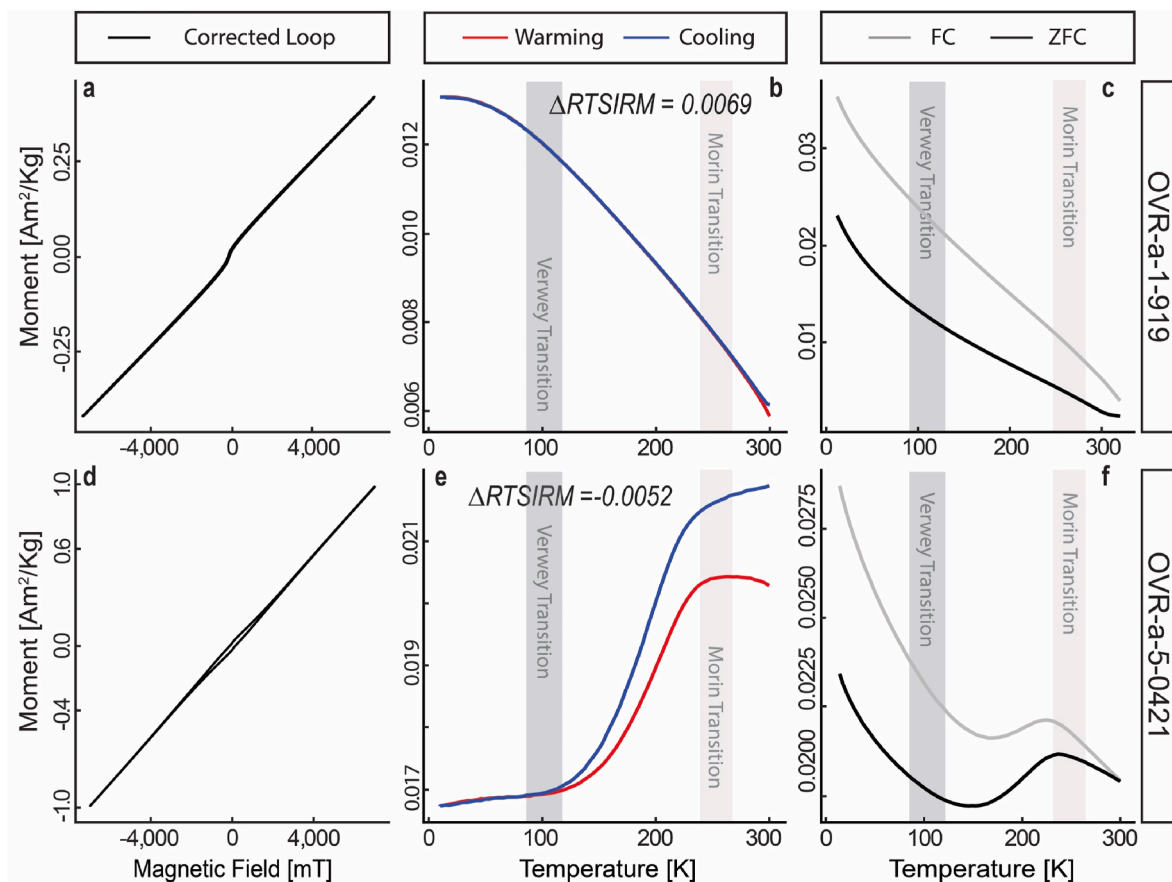 Corrected Loop
Warming
Cooling
FC
ZFC
a
Moment [Am²/Kg]
0.25
0.00
-0.25
-4,000
0
4,000
b
ΔRTSIRM = 0.0069
Verwey Transition
Morin Transition
0.012
0.010
0.008
0.006
100
200
300
c
Verwey Transition
Morin Transition
0.03
0.02
0.01
0
100
200
300
OVR-a-1-919
d
Moment [Am²/Kg]
1.0
0.6
0.0
-0.4
-1.0
-4,000
0
4,000
Magnetic Field [mT]
e
ΔRTSIRM =-0.0052
Verwey Transition
Morin Transition
0.021
0.019
0.017
100
200
300
Temperature [K]
f
Verwey Transition
Morin Transition
0.0275
0.0250
0.0225
0.0200
0
100
200
300
Temperature [K]
OVR-a-5-0421